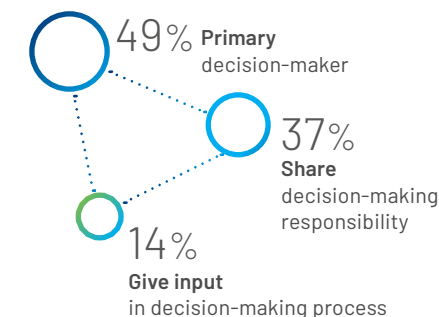 49% Primary
decision-maker
37%
Share
decision-making
responsibility
14%
Give input
in decision-making process